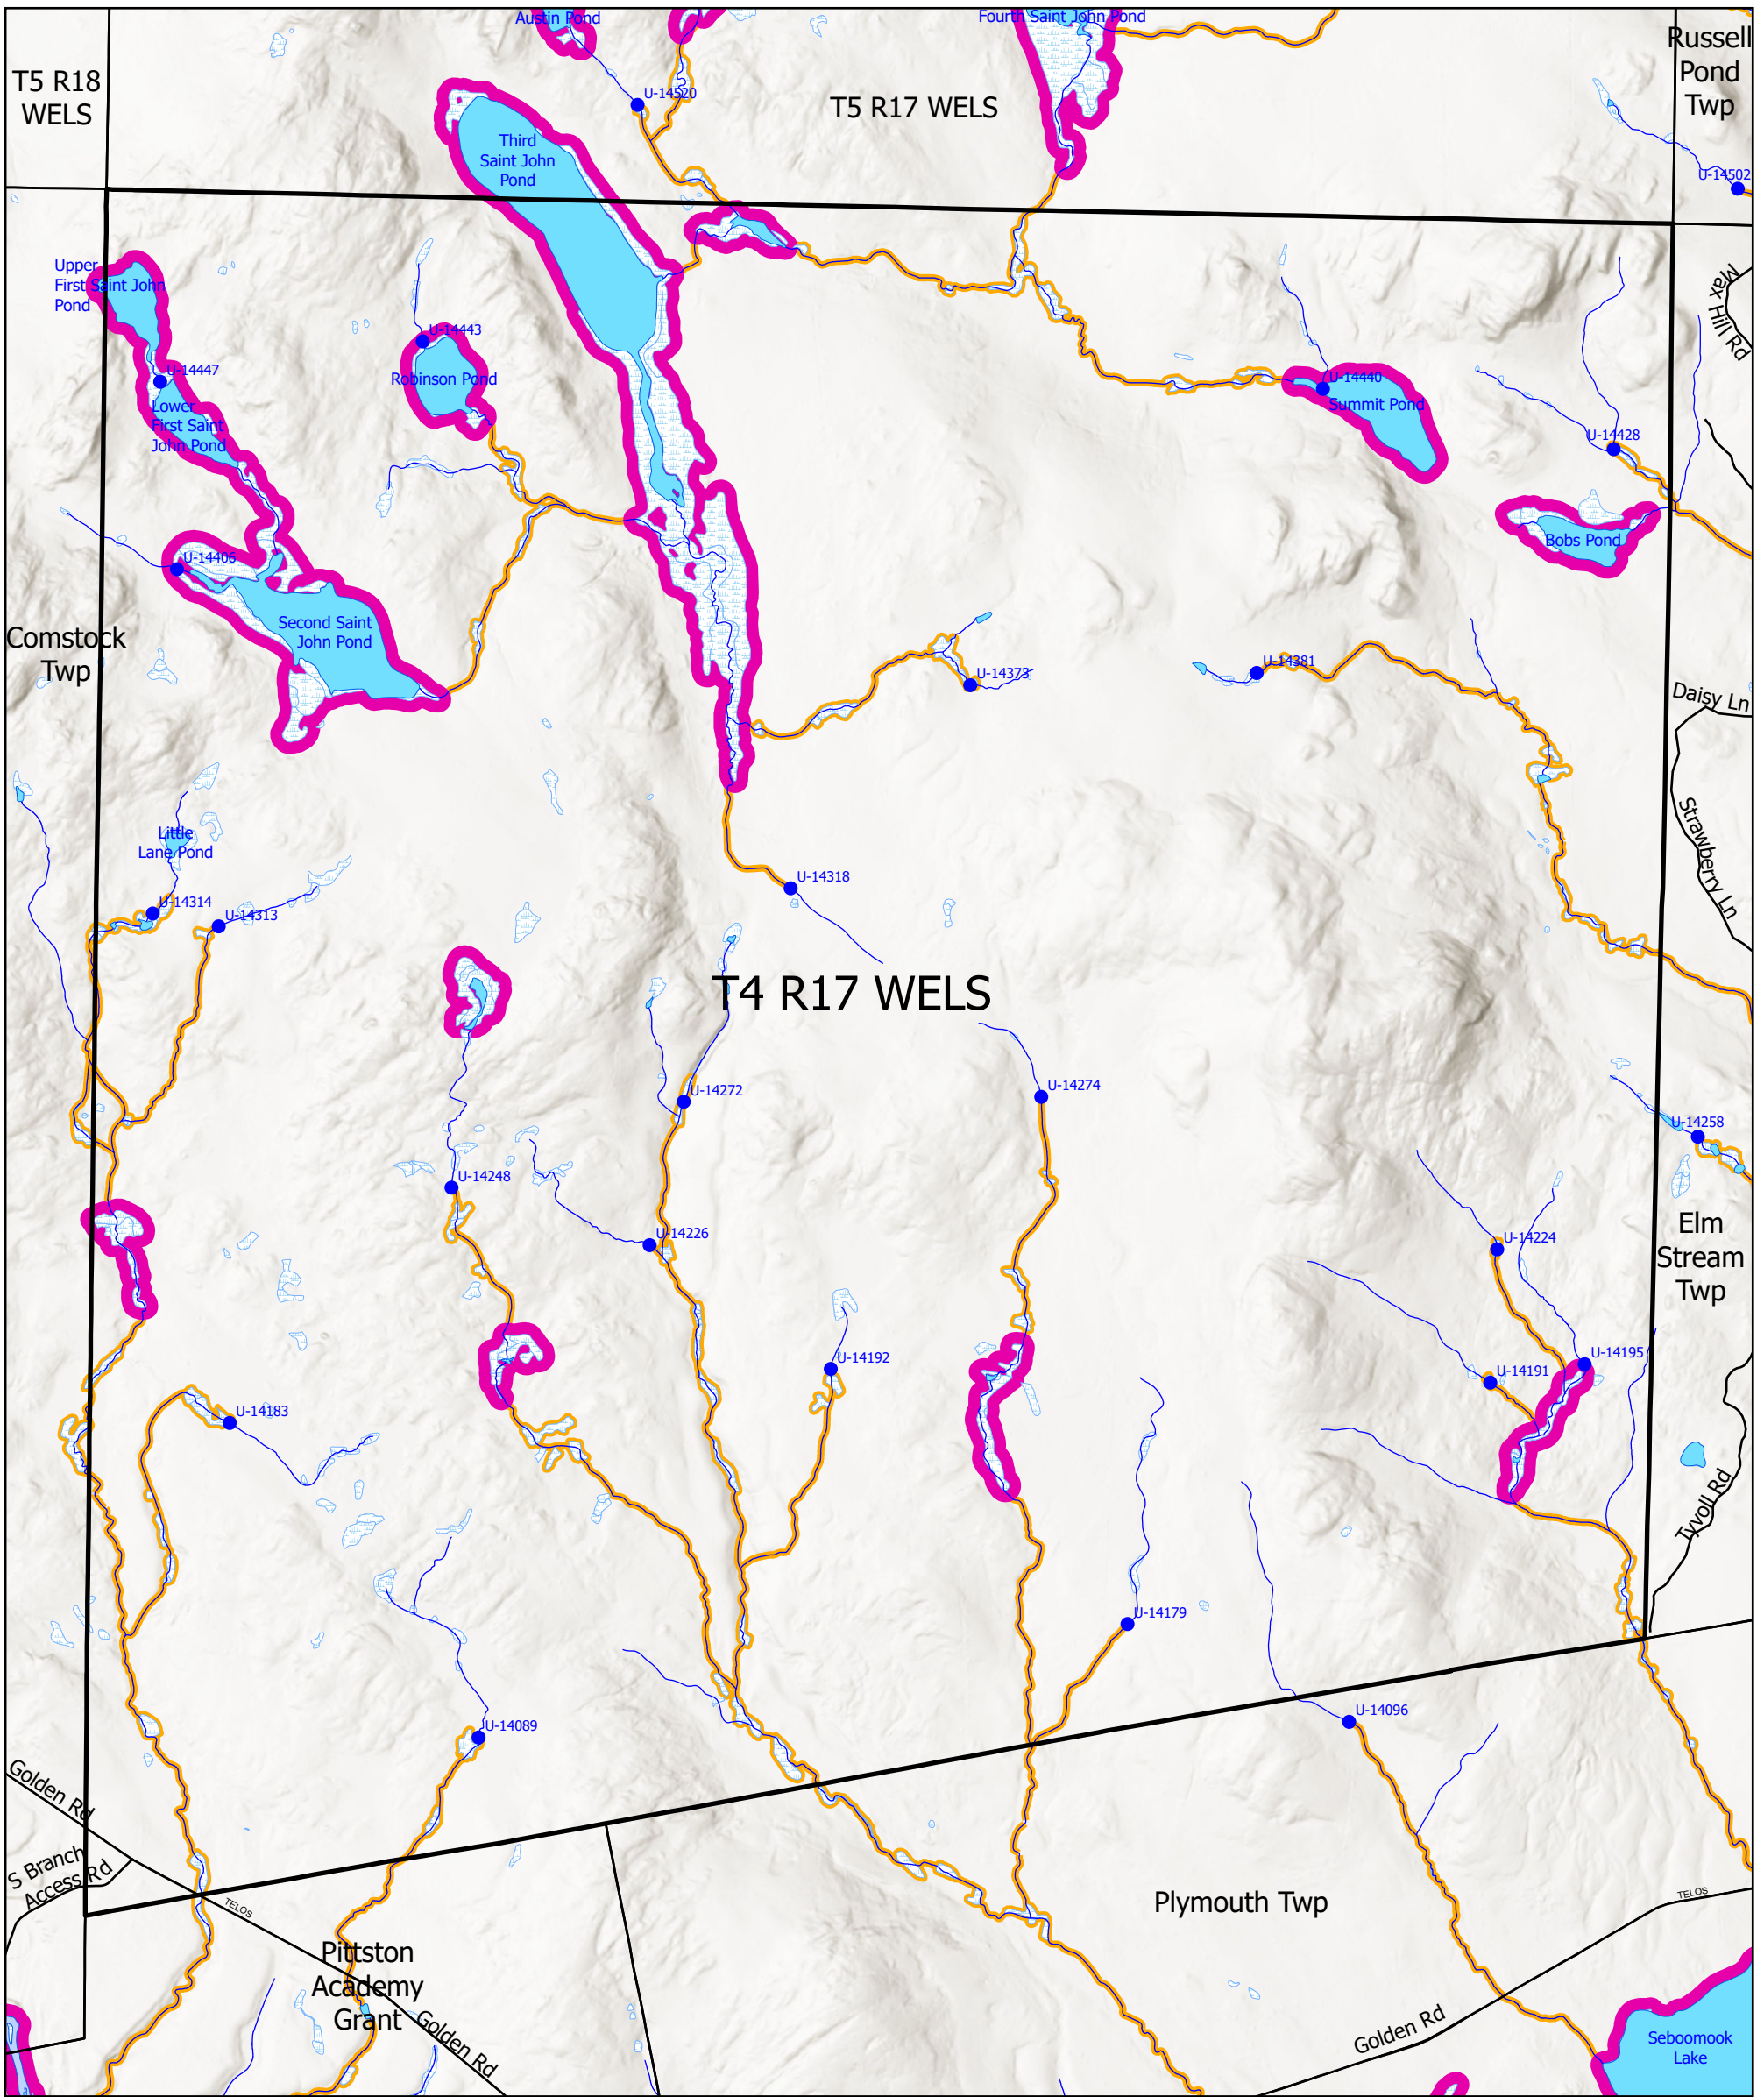 Austin Pond
Fourth Saint John Pond
Russell
Pond
Twp
T5 R18
WELS
U-14520
T5 R17 WELS
Third
Saint John
Pond
U-14502
Upper
First Saint John
Pond
Max Hill Rd
U-14443
U-14447
Robinson Pond
U-14440
Summit Pond
Lower
First Saint
John Pond
U-14428
Bobs Pond
U-14406
Second Saint
John Pond
Comstock
Twp
U-14373
U-14381
Daisy Ln
Strawberry Ln
Little
Lane Pond
U-14318
U-14314
U-14313
T4 R17 WELS
U-14272
U-14274
U-14258
U-14248
U-14226
U-14224
Elm
Stream
Twp
U-14192
U-14191
U-14195
U-14183
Tyvoll Rd
U-14179
U-14089
U-14096
Golden Rd
S Branch
Access Rd
TELOS
Plymouth Twp
TELOS
Pittston
Academy
Grant
Golden Rd
Golden Rd
Seboomook
Lake